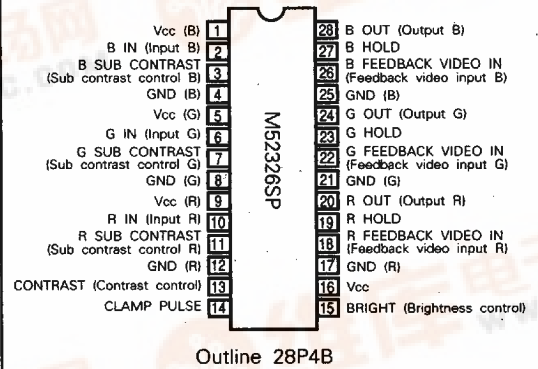 Vcc (B) 1
B IN (Input B) 2
B SUB CONTRAST
(Sub contrast control B) 3
GND (B) 4
Vcc (G) 5
G IN (Input G) 6
G SUB CONTRAST
(Sub contrast control G) 7
GND (G) 8
Vcc (R) 9
R IN (Input R) 10
R SUB CONTRAST
(Sub contrast control R) 11
GND (R) 12
CONTRAST (Contrast control) 13
CLAMP PULSE 14
M52326SP
28 B OUT (Output B)
27 B HOLD
26 B FEEDBACK VIDEO IN
(Feedback video input B)
25 GND (B)
24 G OUT (Output G)
23 G HOLD
22 G FEEDBACK VIDEO IN
(Feedback video input G)
21 GND (G)
20 R OUT (Output R)
19 R HOLD
18 R FEEDBACK VIDEO IN
(Feedback video input R)
17 GND (R)
16 Vcc
15 BRIGHT (Brightness control)
Outline 28P4B